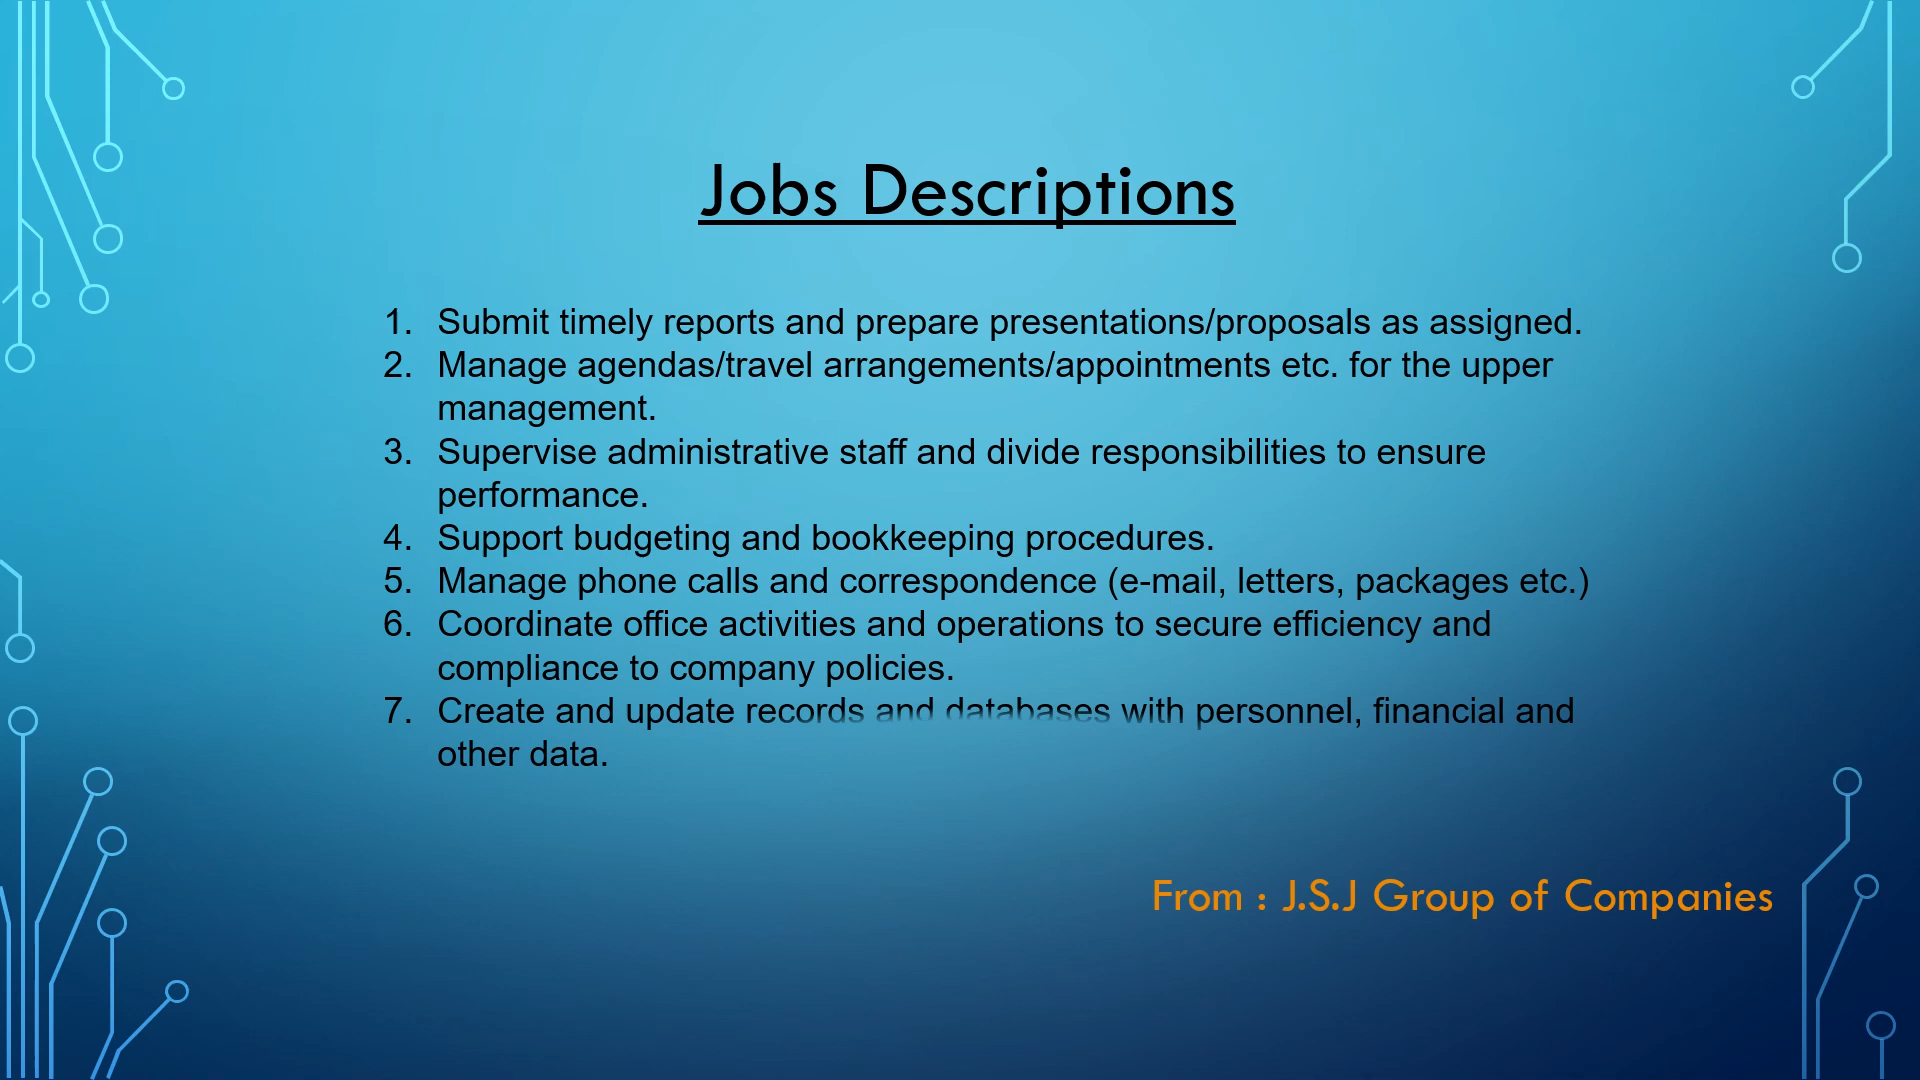 Jobs Descriptions
1. Submit timely reports and prepare presentations/proposals as assigned.
2. Manage agendas/travel arrangements/appointments etc. for the upper
management.
3. Supervise administrative staff and divide responsibilities to ensure
performance.
4. Support budgeting and bookkeeping procedures.
5. Manage phone calls and correspondence (e-mail, letters, packages etc.)
6. Coordinate office activities and operations to secure efficiency and
compliance to company policies.
7. Create and update records and databases with personnel, financial and
other data.
From : J.S.J Group of Companies